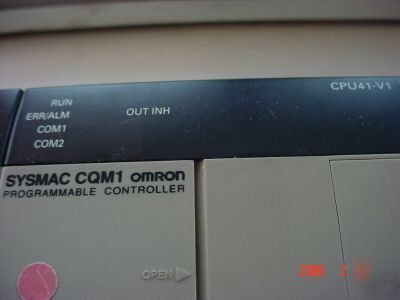 CPU41-V1
RUN
ERR/ALM
OUT INH
COM1
COM2
SYSMAC CQM1 OMRON
PROGRAMMABLE CONTROLLER
OPEN